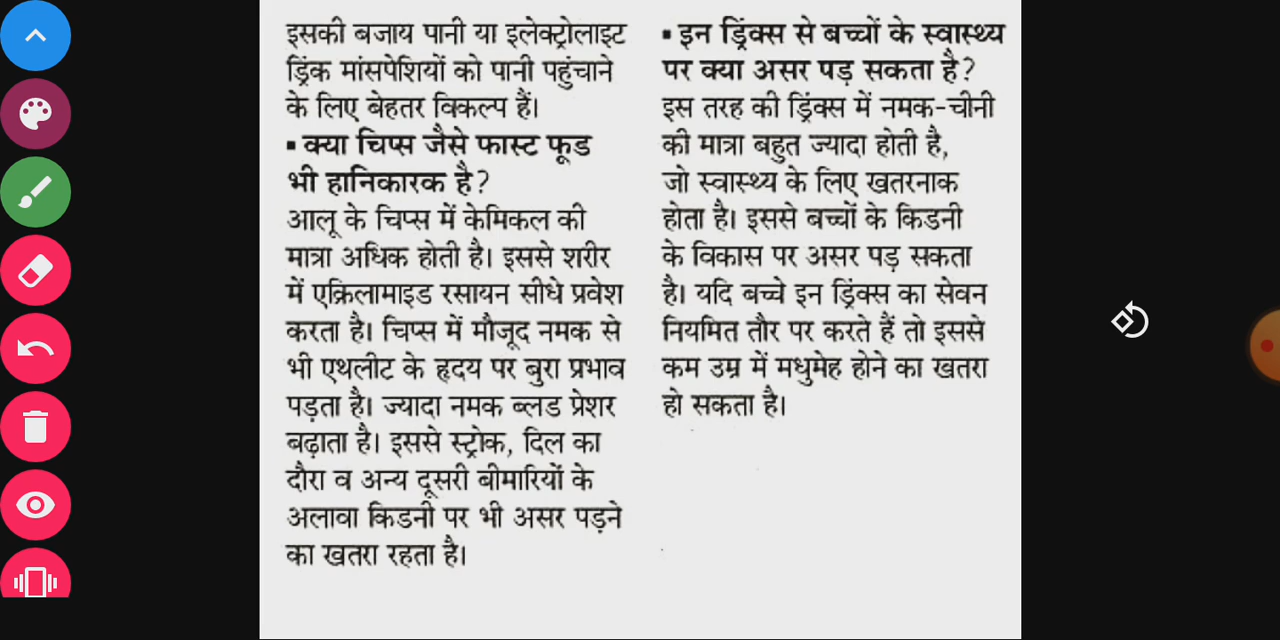 इसकी बजाय पानी या इलेक्ट्रोलाइट
ड्रिंक मांसपेशियों को पानी पहुंचाने
के लिए बेहतर विकल्प हैं।
▪ क्या चिप्स जैसे फास्ट फूड
भी हानिकारक है?
आलू के चिप्स में केमिकल की
मात्रा अधिक होती है। इससे शरीर
में एक्रिलामाइड रसायन सीधे प्रवेश
करता है। चिप्स में मौजूद नमक से
भी एथलीट के हृदय पर बुरा प्रभाव
पड़ता है। ज्यादा नमक ब्लड प्रेशर
बढ़ाता है। इससे स्ट्रोक, दिल का
दौरा व अन्य दूसरी बीमारियों के
अलावा किडनी पर भी असर पड़ने
का खतरा रहता है।
▪ इन ड्रिंक्स से बच्चों के स्वास्थ्य
पर क्या असर पड़ सकता है?
इस तरह की ड्रिंक्स में नमक-चीनी
की मात्रा बहुत ज्यादा होती है,
जो स्वास्थ्य के लिए खतरनाक
होता है। इससे बच्चों के किडनी
के विकास पर असर पड़ सकता
है। यदि बच्चे इन ड्रिंक्स का सेवन
नियमित तौर पर करते हैं तो इससे
कम उम्र में मधुमेह होने का खतरा
हो सकता है।